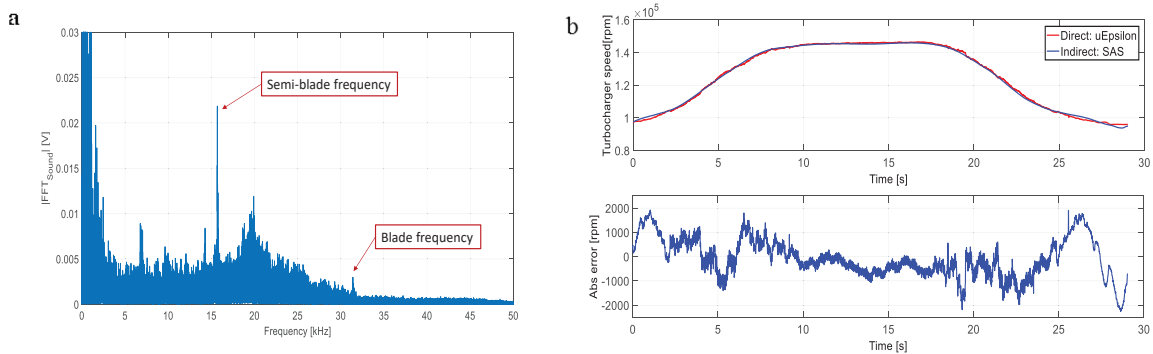 a
0.03
0.025
0.02
0.015
0.01
0.005
0
|FFT_Sound| [V]
Semi-blade frequency
Blade frequency
0 5 10 15 20 25 30 35 40 45 50
Frequency [kHz]
b
× 10^5
1.6
1.4
1.2
1
0.8
Turbocharger speed[rpm]
Direct: uEpsilon
Indirect: SAS
0 5 10 15 20 25 30
Time [s]
1000
0
-1000
-2000
Abs error [rpm]
0 5 10 15 20 25 30
Time [s]